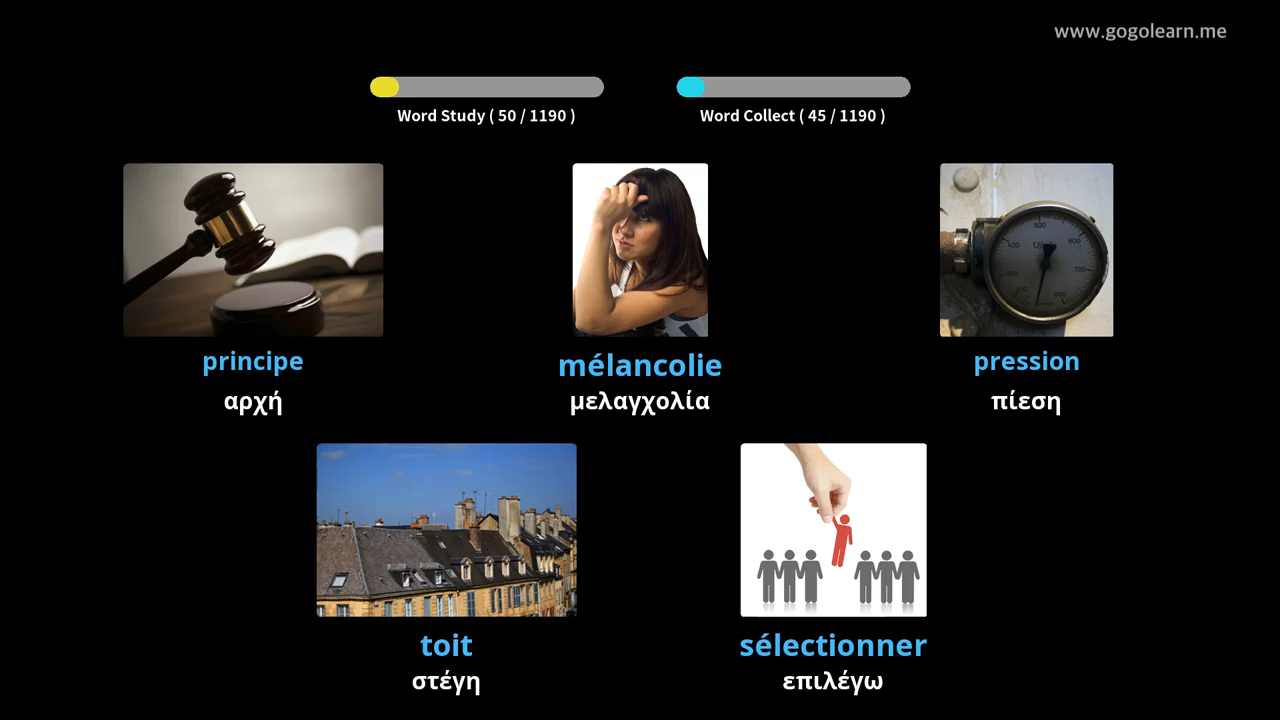 www.gogolearn.me
Word Study ( 50 / 1190 )
Word Collect ( 45 / 1190 )
principe
αρχή
mélancolie
μελαγχολία
pression
πίεση
toit
στέγη
sélectionner
επιλέγω